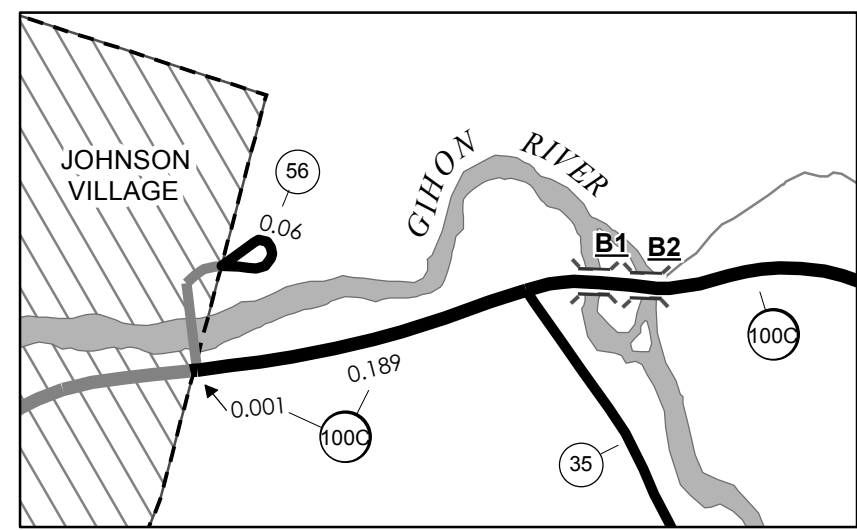 JOHNSON
VILLAGE
56
0.06
GIHON RIVER
B1 B2
100C
0.189
0.001
100C
35